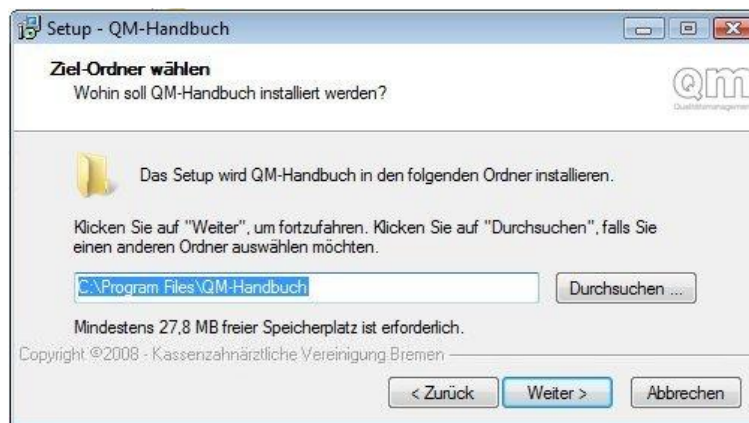 Setup - QM-Handbuch
Ziel-Ordner wählen
Wohin soll QM-Handbuch installiert werden?
Qm
Qualitätsmanagement
Das Setup wird QM-Handbuch in den folgenden Ordner installieren.
Klicken Sie auf "Weiter", um fortzufahren. Klicken Sie auf "Durchsuchen", falls Sie
einen anderen Ordner auswählen möchten.
C:\Program Files\QM-Handbuch
Durchsuchen ...
Mindestens 27,8 MB freier Speicherplatz ist erforderlich.
Copyright ©2008 - Kassenzahnärztliche Vereinigung Bremen
< Zurück
Weiter >
Abbrechen